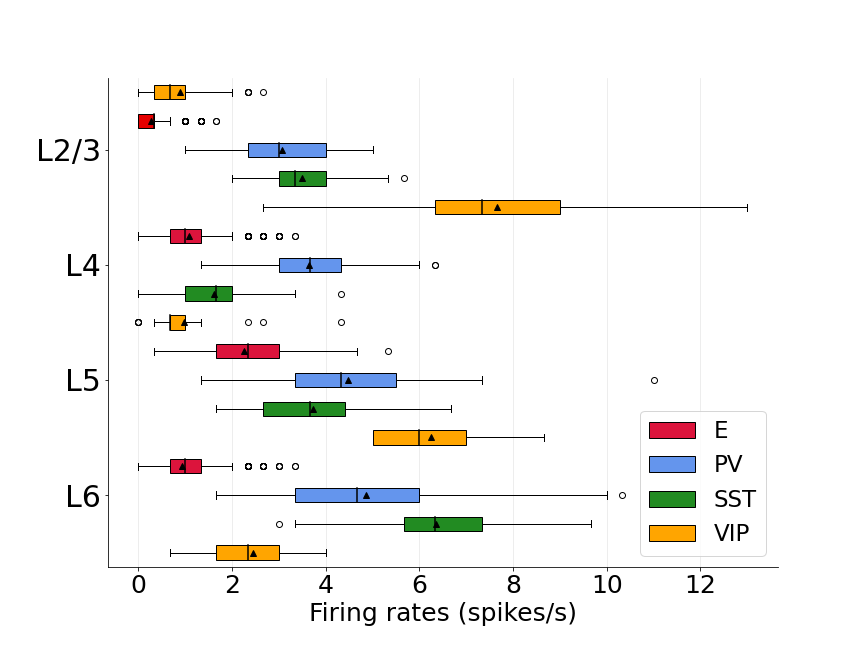 L2/3
L4
L5
L6
E
PV
SST
VIP
0 2 4 6 8 10 12
Firing rates (spikes/s)